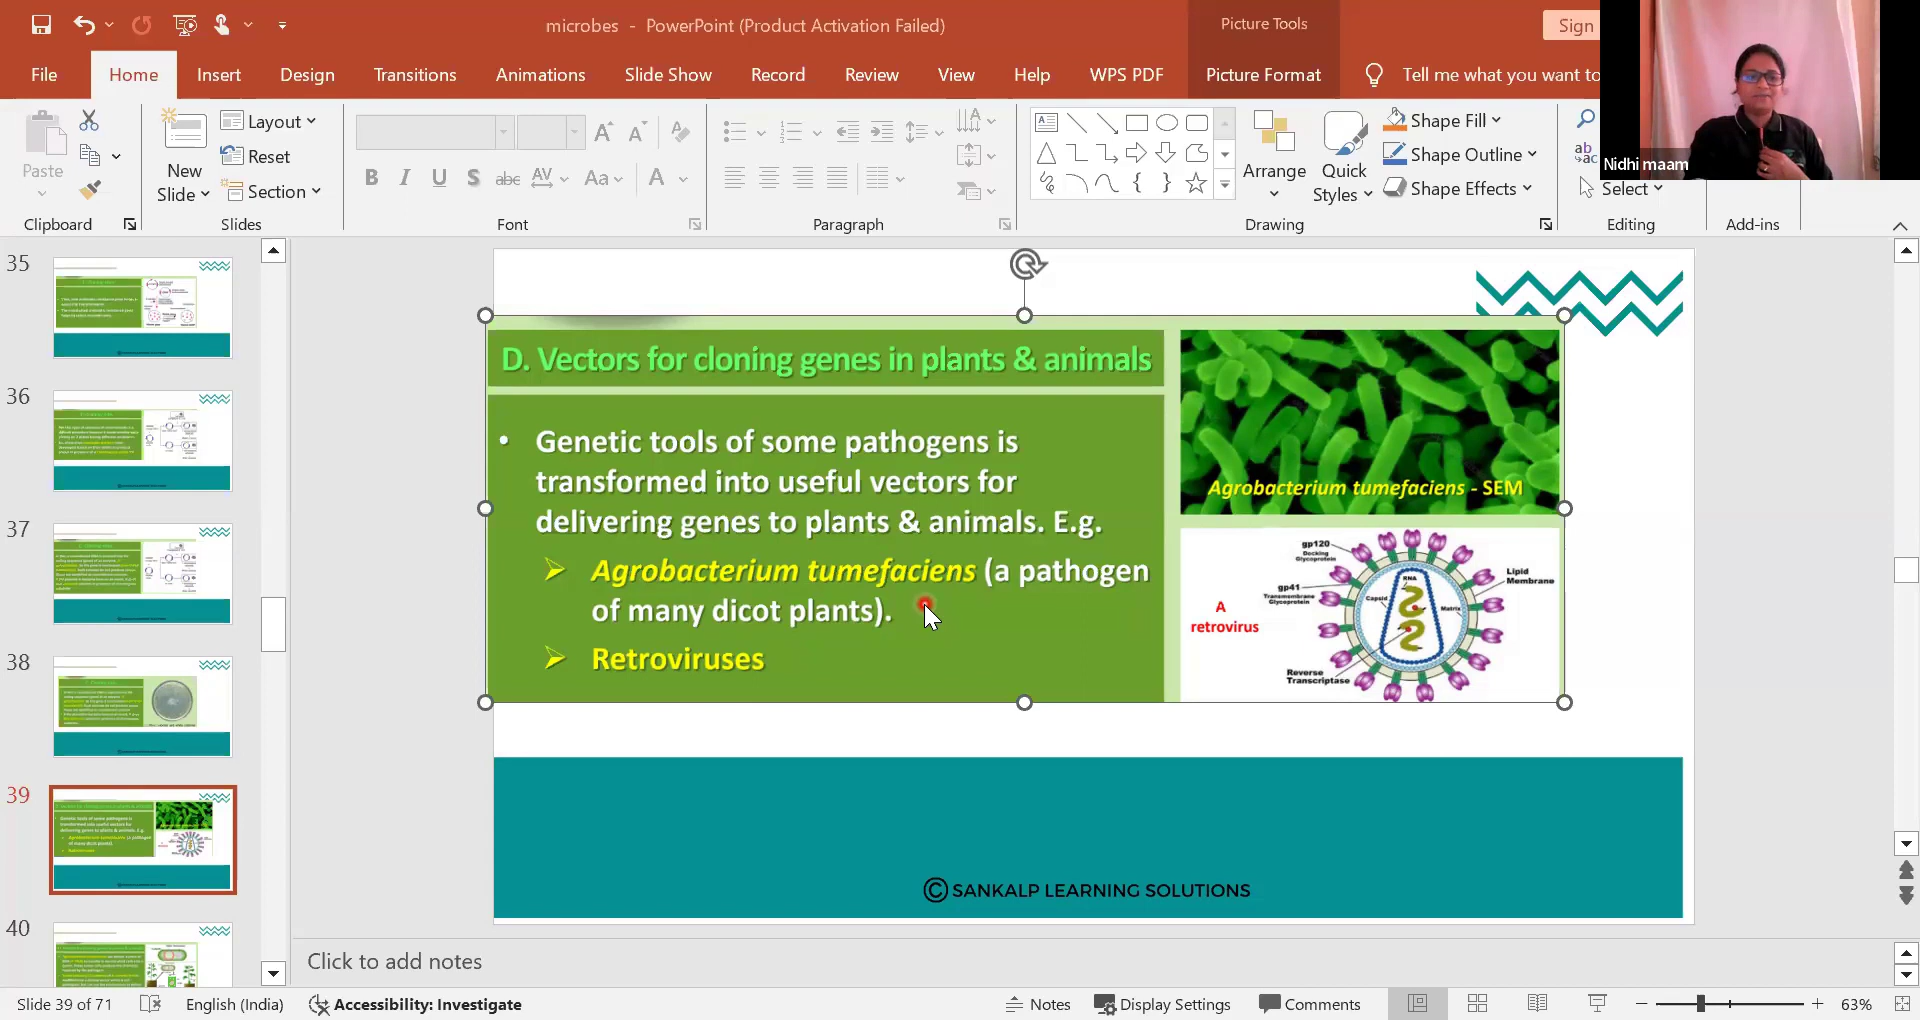 microbes - PowerPoint (Product Activation Failed)
Picture Tools
Sign
File
Home
Insert
Design
Transitions
Animations
Slide Show
Record
Review
View
Help
WPS PDF
Picture Format
Tell me what you want to
Nidhi maam
Paste
New
Slide
Layout
Reset
Section
B I U S abc AV Aa A
Arrange
Quick
Styles
Shape Fill
Shape Outline
Shape Effects
Select
Clipboard
Slides
Font
Paragraph
Drawing
Editing
Add-ins
35
36
37
38
39
40
D. Vectors for cloning genes in plants & animals
• Genetic tools of some pathogens is
transformed into useful vectors for
delivering genes to plants & animals. E.g.
Agrobacterium tumefaciens (a pathogen
of many dicot plants).
Retroviruses
Agrobacterium tumefaciens - SEM
A
retrovirus
gp120
Docking
Glycoprotein
gp41
Transmembrane
Glycoprotein
RNA
Capsid
Matrix
Lipid
Membrane
Reverse
Transcriptase
© SANKALP LEARNING SOLUTIONS
Click to add notes
Slide 39 of 71
English (India)
Accessibility: Investigate
Notes
Display Settings
Comments
63%